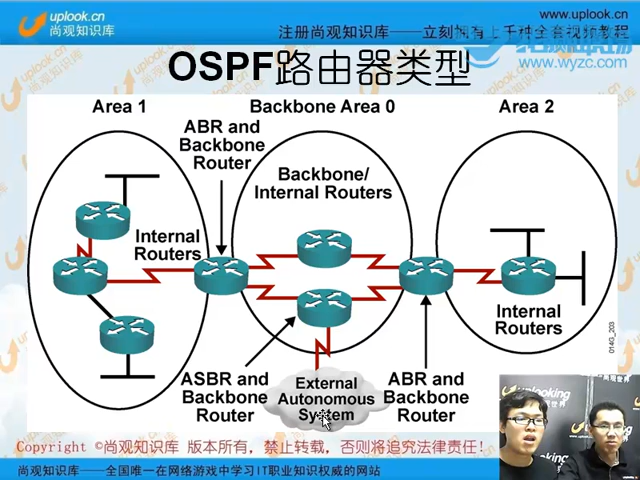 uplook.cn
尚观知识库
www.uplook.cn
注册尚观知识库——立刻拥有上千种全套视频教程
www.wyzc.com
OSPF路由器类型
Area 1
Backbone Area 0
Area 2
ABR and
Backbone
Router
Backbone/
Internal Routers
Internal
Routers
Internal
Routers
ASBR and
Backbone
Router
External
Autonomous
System
ABR and
Backbone
Router
014G_203
Copyright ©尚观知识库 版本所有，禁止转载，否则将追究法律责任！
尚观知识库——全国唯一在网络游戏中学习IT职业知识权威的网站
uplooking